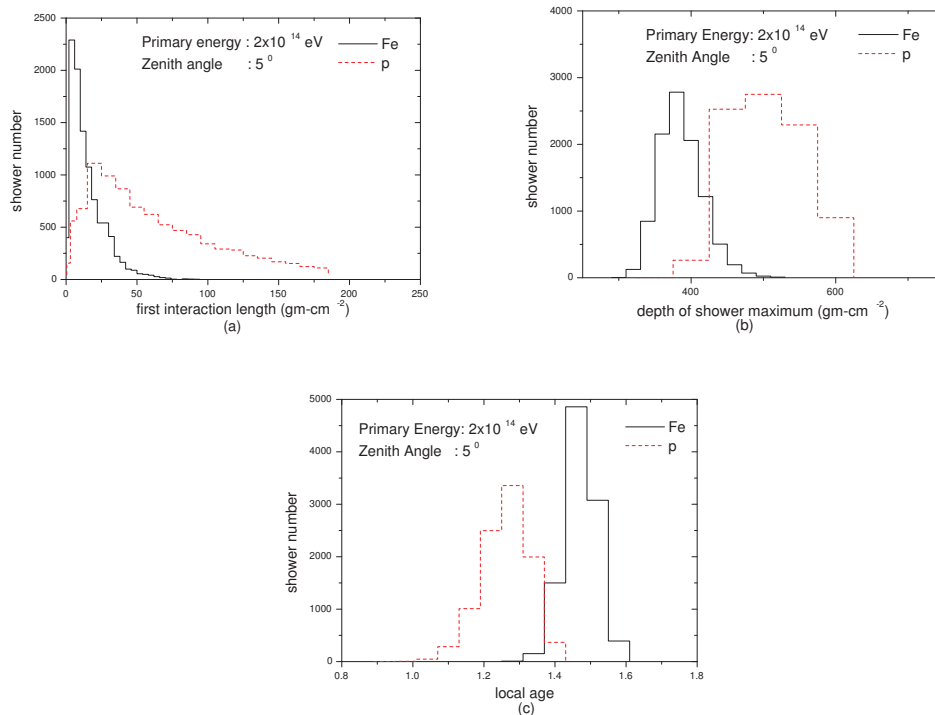 2500
2000
1500
1000
500
0
0 50 100 150 200 250
shower number
Primary energy : 2x10 14 eV
Zenith angle : 5 0
Fe
p
first interaction length (gm-cm -2)
(a)
4000
3000
2000
1000
0
400 600
shower number
Primary Energy: 2x10 14 eV
Zenith Angle : 5 0
Fe
p
depth of shower maximum (gm-cm -2)
(b)
5000
4000
3000
2000
1000
0
0.8 1.0 1.2 1.4 1.6 1.8
shower number
Primary Energy: 2x10 14 eV
Zenith Angle : 5 0
Fe
p
local age
(c)